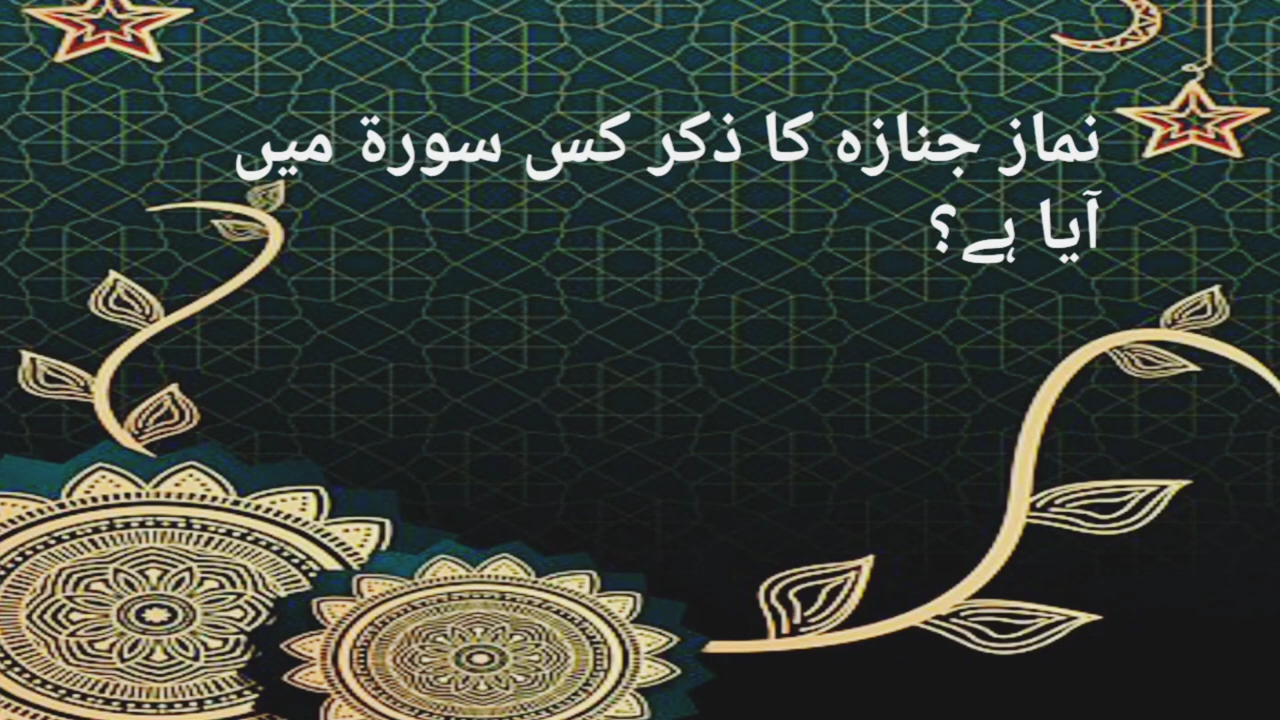 نماز جنازہ کا ذکر کس سورۃ میں
آیا ہے؟